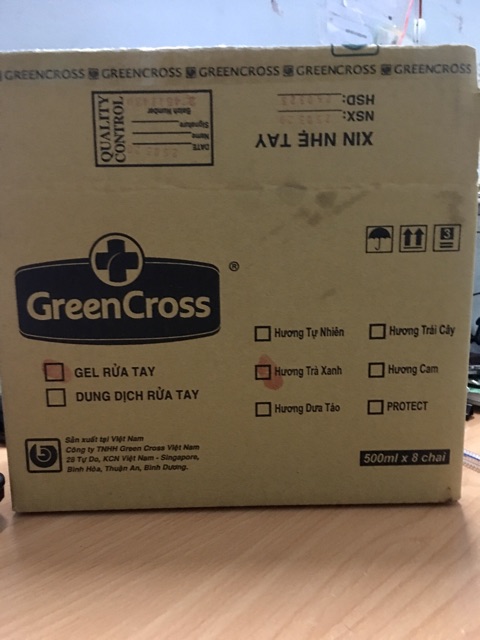 GREENCROSS GREENCROSS GREENCROSS GREENCROSS GREENCROSS
QUALITY
CONTROL
DATE
Name
Signature
Batch Number
XIN NHẸ TAY
NSX:
HSD:
3
GreenCross ®
GEL RỬA TAY
DUNG DỊCH RỬA TAY
Hương Tự Nhiên
Hương Trái Cây
Hương Trà Xanh
Hương Cam
Hương Dưa Táo
PROTECT
Sản xuất tại Việt Nam
Công ty TNHH Green Cross Việt Nam
26 Tự Do, KCN Việt Nam - Singapore,
Bình Hòa, Thuận An, Bình Dương.
500ml x 8 chai